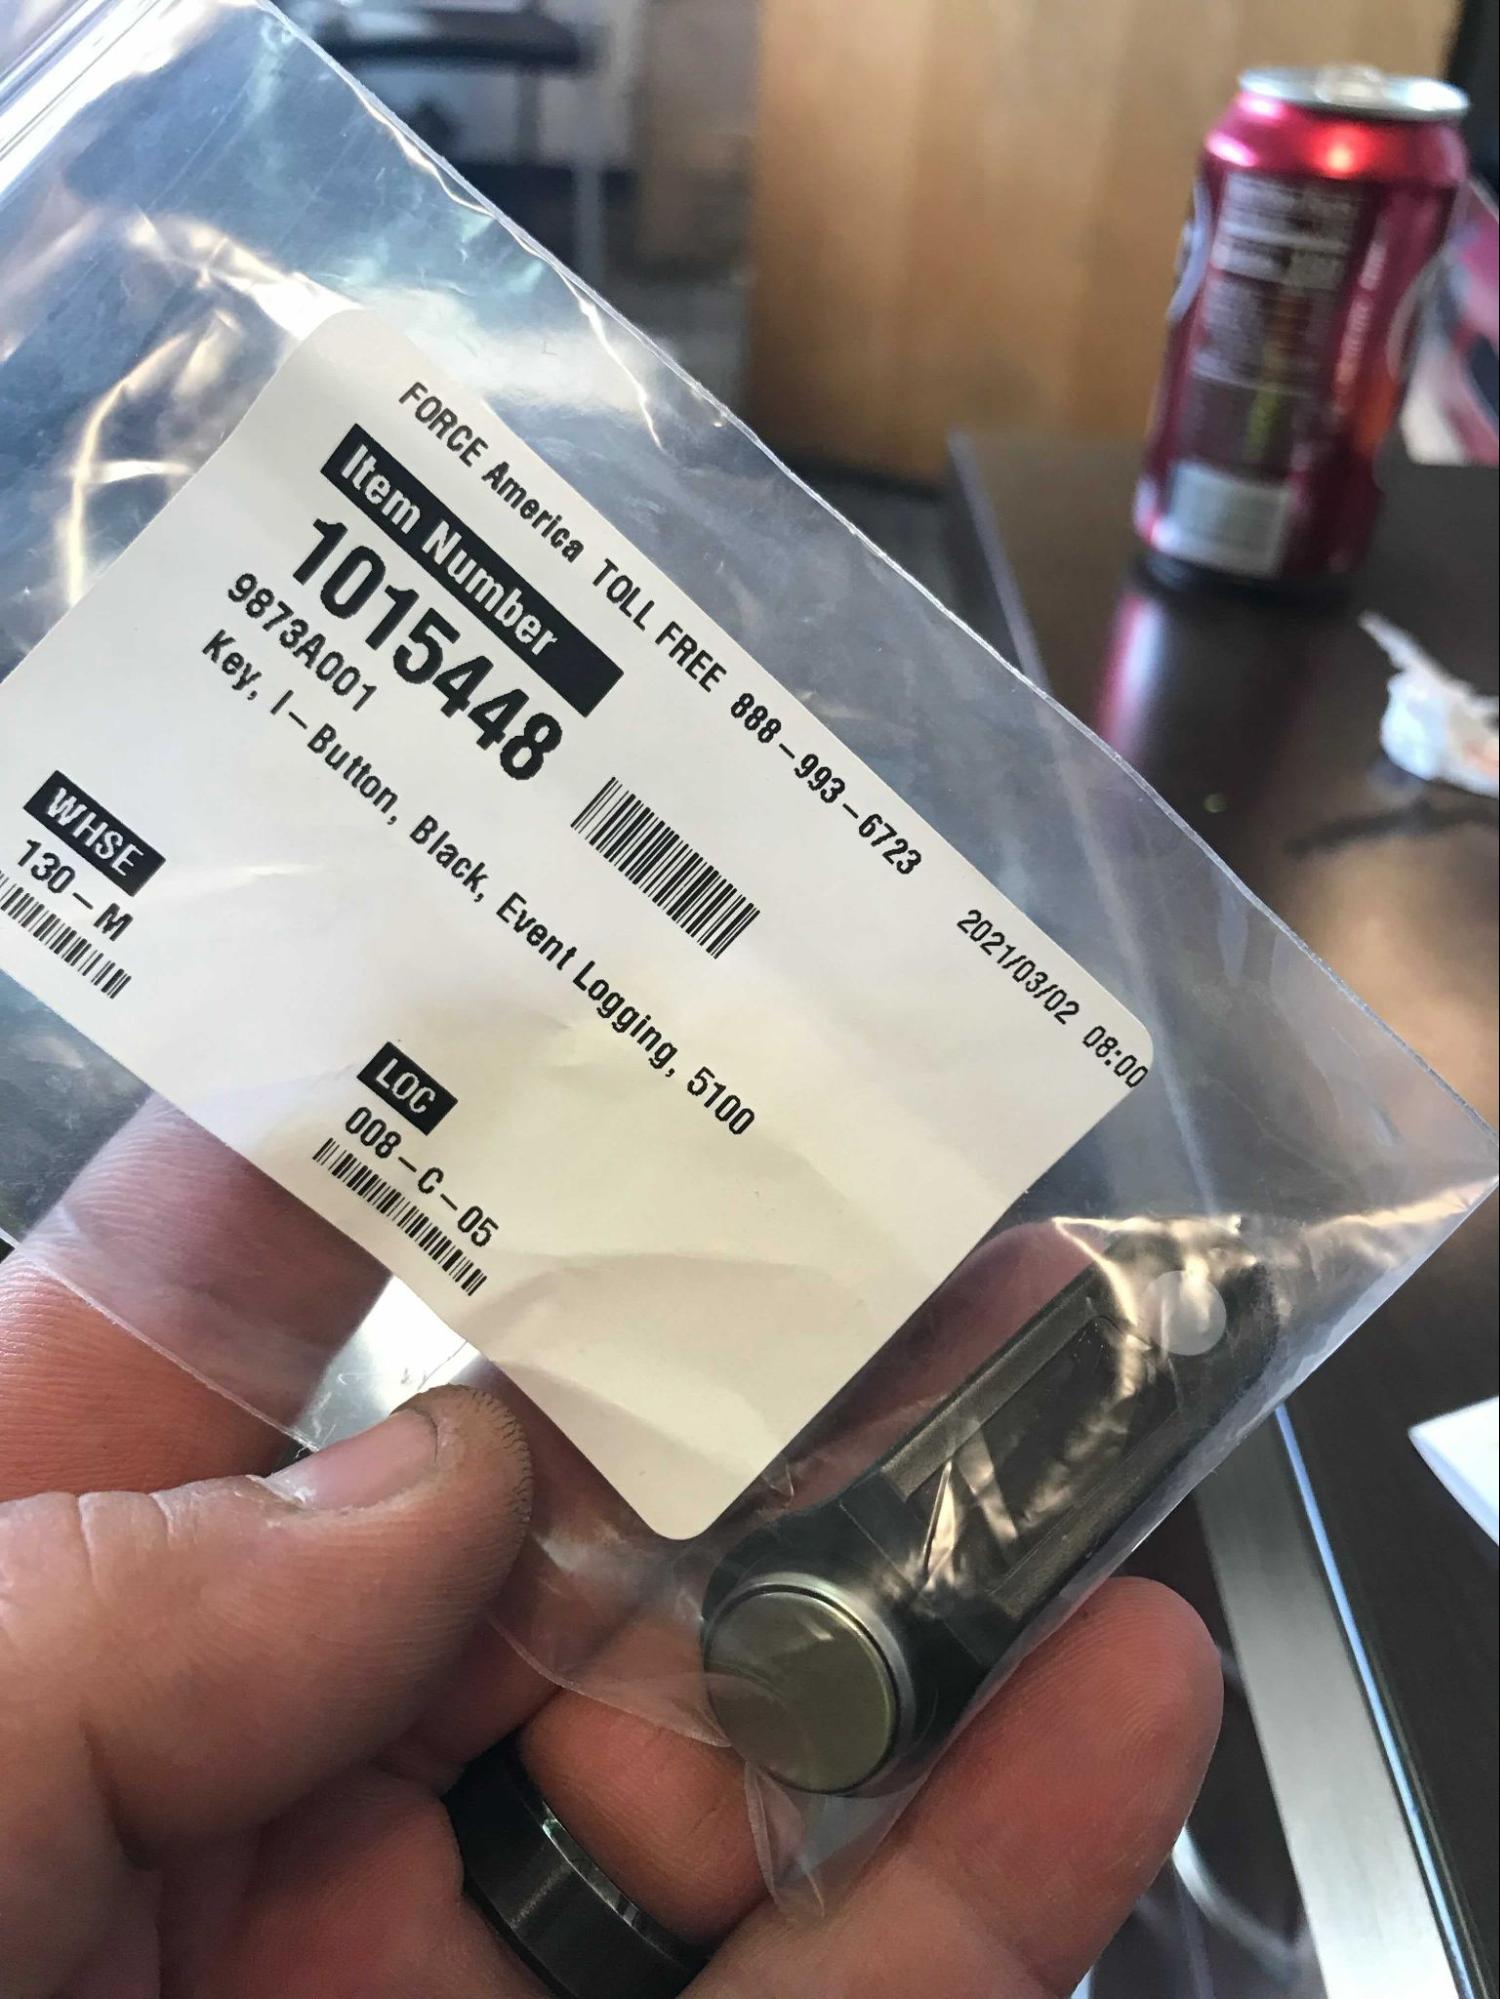 FORCE America TOLL FREE 888-993-6723 2021/03/02 08:00
Item Number
1015448
9873A001
Key, I-Button, Black, Event Logging, 5100
WHSE
130-M
LOC
008-C-05